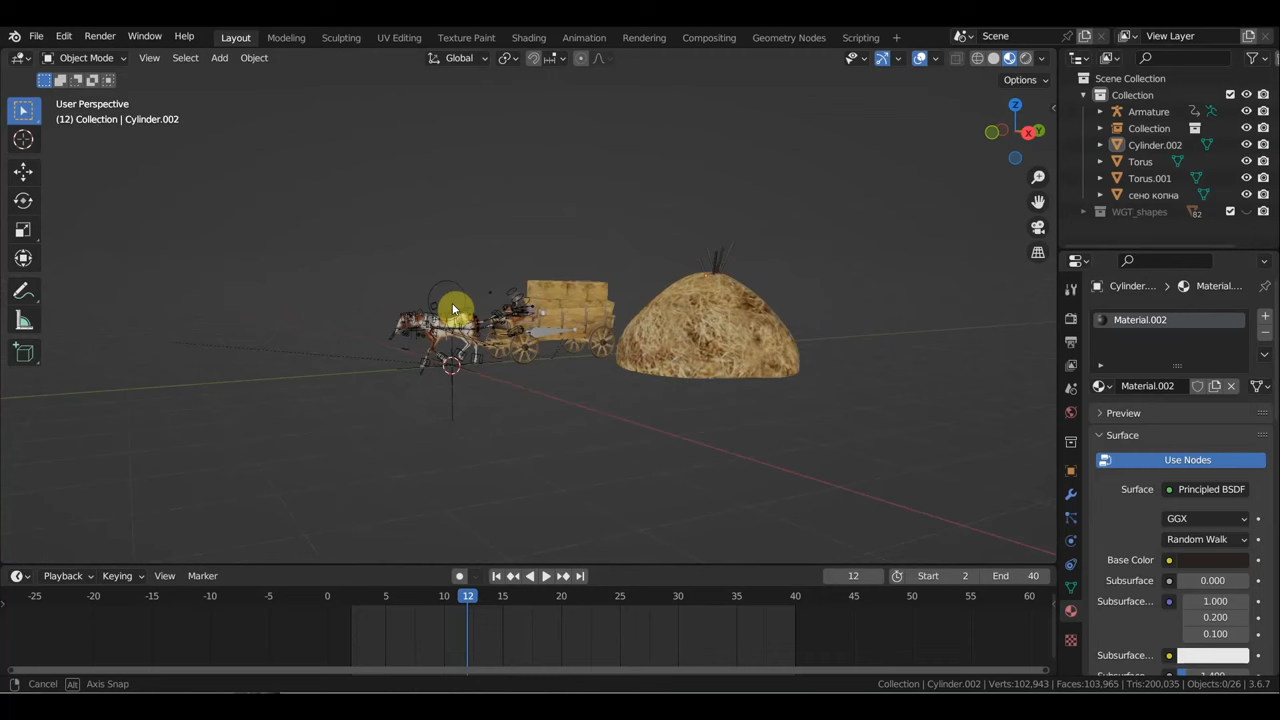 File Edit Render Window Help Layout Modeling Sculpting UV Editing Texture Paint Shading Animation Rendering Compositing Geometry Nodes Scripting + Scene View Layer
Object Mode View Select Add Object Global
Options
User Perspective
(12) Collection | Cylinder.002
Z
X
Y
Scene Collection
Collection
Armature
Collection
Cylinder.002
Torus
Torus.001
сено копна
WGT_shapes
82
Cylinder.... Material....
Material.002
Material.002
Preview
Surface
Use Nodes
Surface Principled BSDF
GGX
Random Walk
Base Color
Subsurface 0.000
Subsurface... 1.000
0.200
0.100
Subsurface...
Playback Keying View Marker 12 Start 2 End 40
-25 -20 -15 -10 -5 0 5 10 12 15 20 25 30 35 40 45 50 55 60
Cancel Alt Axis Snap Collection | Cylinder.002 | Verts:102,943 | Faces:103,965 | Tris:200,035 | Objects:0/26 | 3.6.7